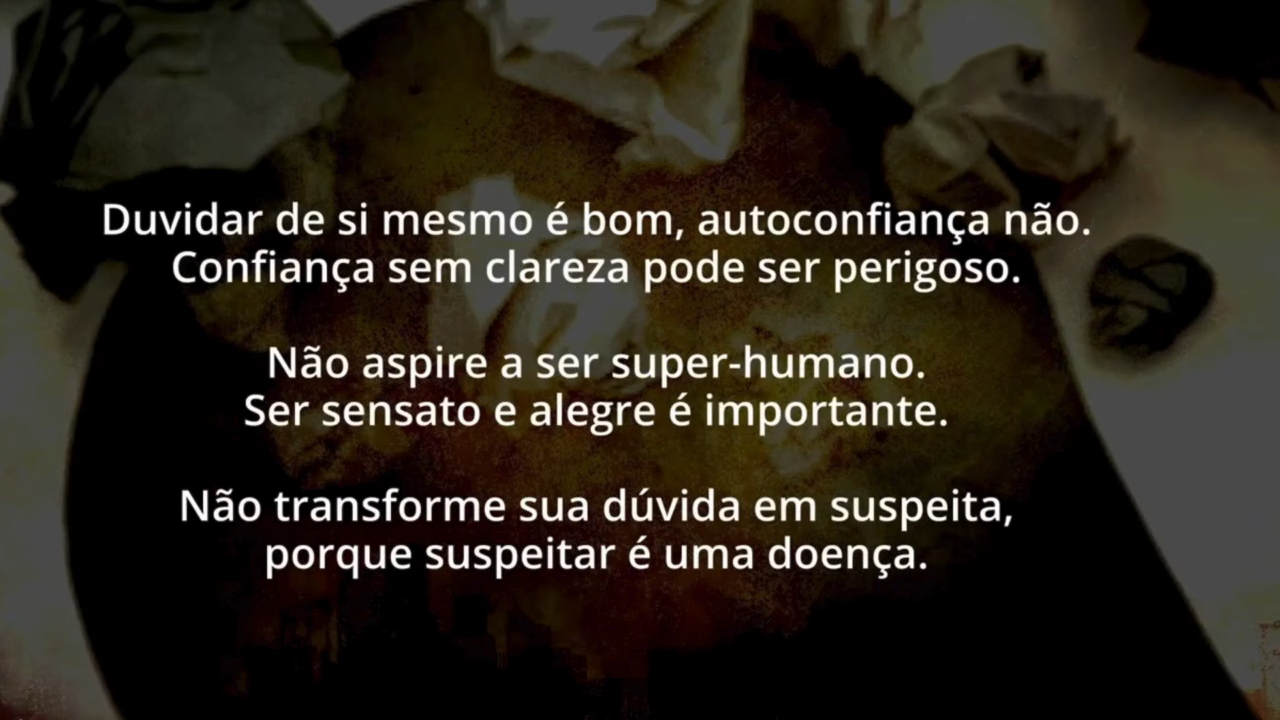 Duvidar de si mesmo é bom, autoconfiança não.
Confiança sem clareza pode ser perigoso.
Não aspire a ser super-humano.
Ser sensato e alegre é importante.
Não transforme sua dúvida em suspeita,
porque suspeitar é uma doença.